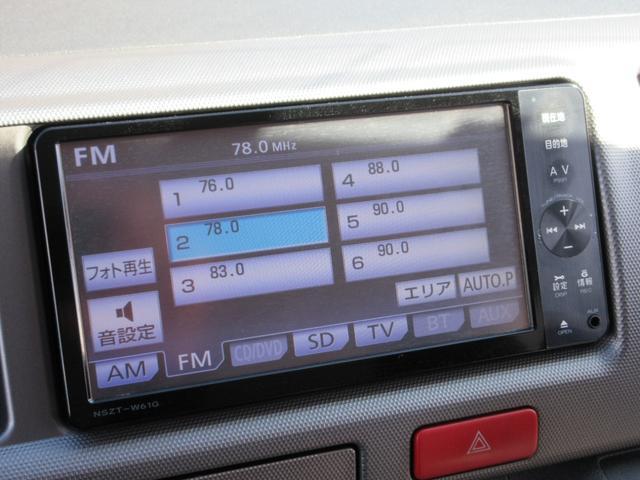 FM 78.0 MHz
1 76.0
2 78.0
3 83.0
4 88.0
5 90.0
6 90.0
フォト再生
音設定
エリア AUTO.P
AM FM CD/DVD SD TV BT AUX
NSZT-W61G
現在地
目的地
AV
+
−
設定 情報
DISP
OPEN
AUX